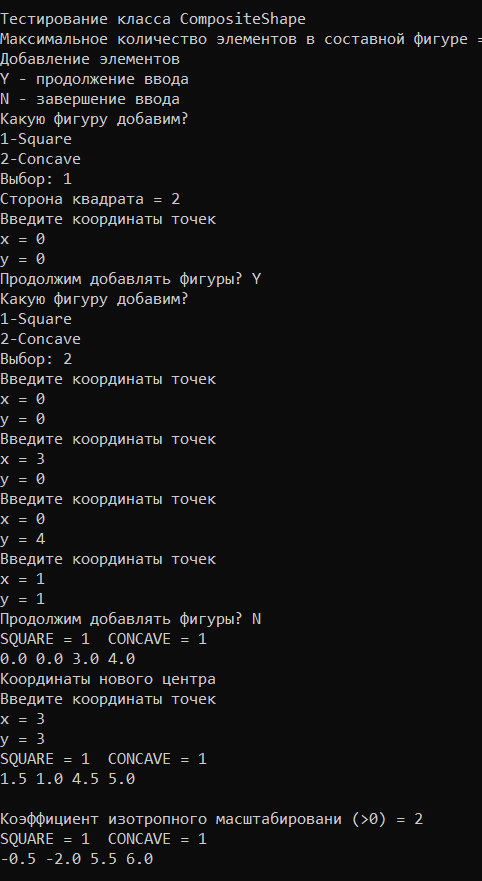 Тестирование класса CompositeShape
Максимальное количество элементов в составной фигуре =
Добавление элементов
Y - продолжение ввода
N - завершение ввода
Какую фигуру добавим?
1-Square
2-Concave
Выбор: 1
Сторона квадрата = 2
Введите координаты точек
x = 0
y = 0
Продолжим добавлять фигуры? Y
Какую фигуру добавим?
1-Square
2-Concave
Выбор: 2
Введите координаты точек
x = 0
y = 0
Введите координаты точек
x = 3
y = 0
Введите координаты точек
x = 0
y = 4
Введите координаты точек
x = 1
y = 1
Продолжим добавлять фигуры? N
SQUARE = 1  CONCAVE = 1
0.0 0.0 3.0 4.0
Координаты нового центра
Введите координаты точек
x = 3
y = 3
SQUARE = 1  CONCAVE = 1
1.5 1.0 4.5 5.0
Коэффициент изотропного масштабировани (>0) = 2
SQUARE = 1  CONCAVE = 1
-0.5 -2.0 5.5 6.0